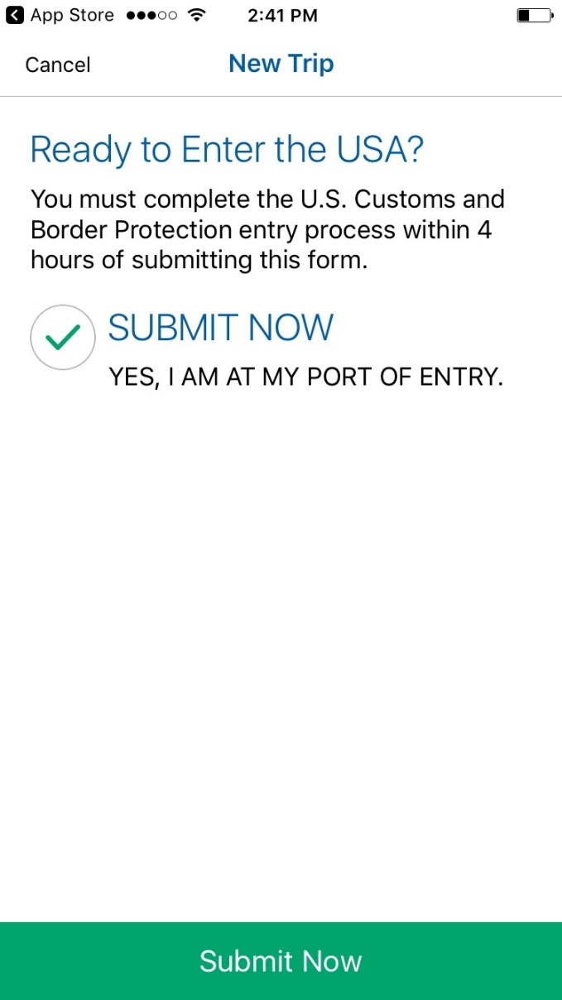 App Store 2:41 PM
Cancel New Trip
Ready to Enter the USA?
You must complete the U.S. Customs and
Border Protection entry process within 4
hours of submitting this form.
SUBMIT NOW
YES, I AM AT MY PORT OF ENTRY.
Submit Now